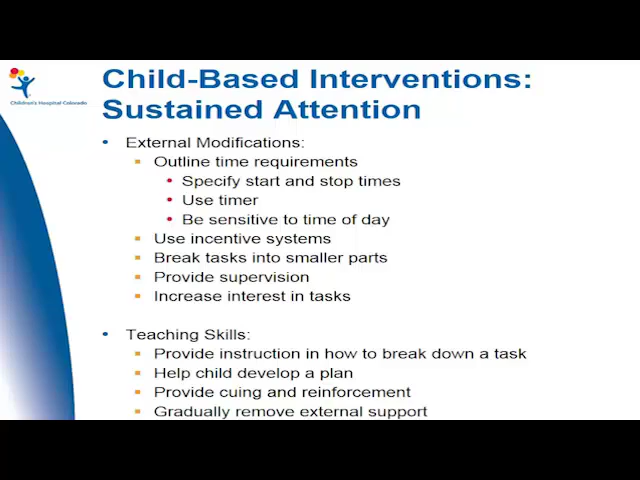 Children's Hospital Colorado
Child-Based Interventions:
Sustained Attention
• External Modifications:
▪ Outline time requirements
• Specify start and stop times
• Use timer
• Be sensitive to time of day
▪ Use incentive systems
▪ Break tasks into smaller parts
▪ Provide supervision
▪ Increase interest in tasks
• Teaching Skills:
▪ Provide instruction in how to break down a task
▪ Help child develop a plan
▪ Provide cuing and reinforcement
▪ Gradually remove external support